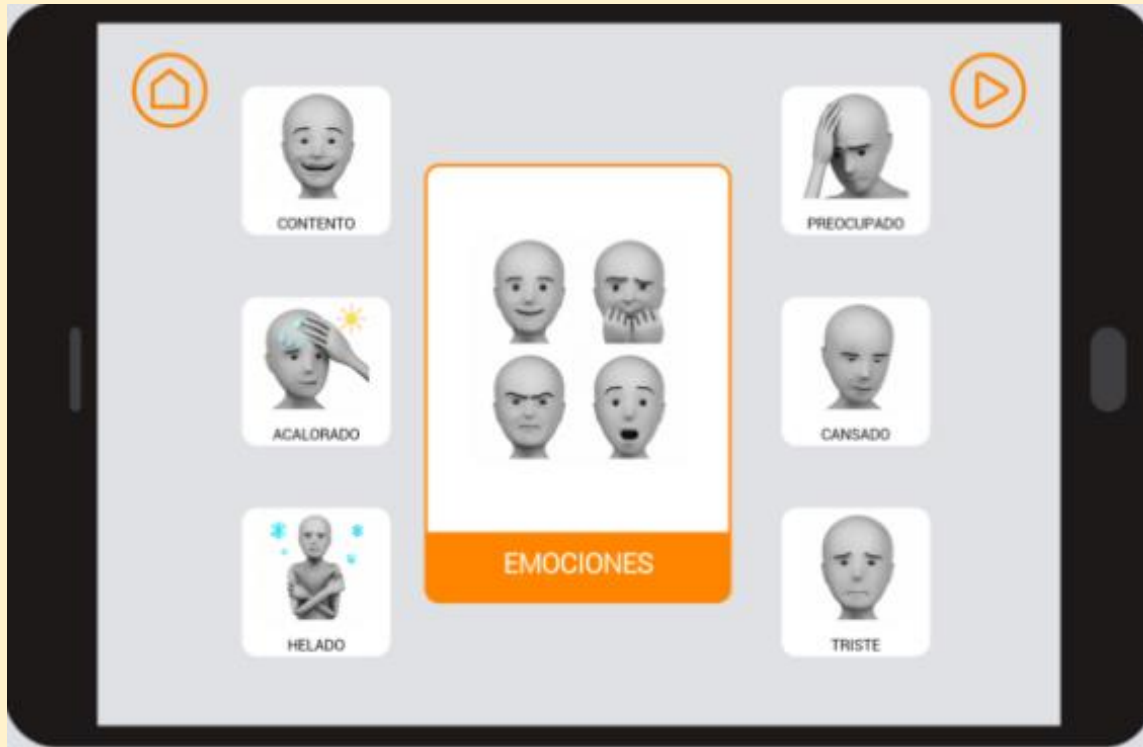 CONTENTO
PREOCUPADO
ACALORADO
CANSADO
EMOCIONES
HELADO
TRISTE